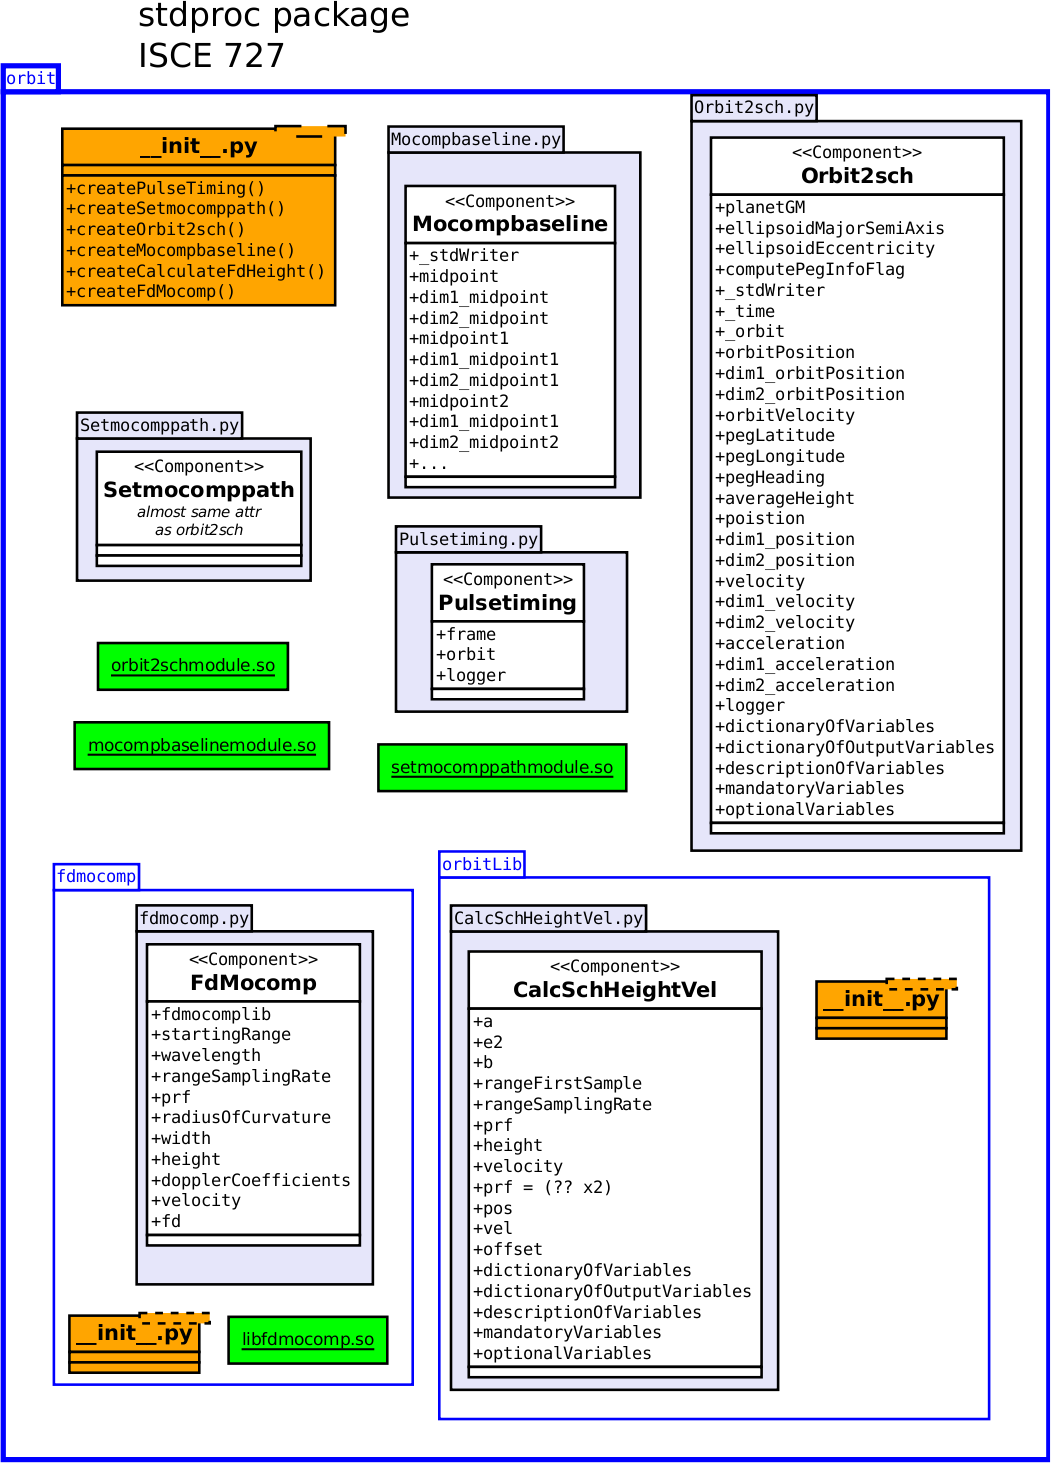 stdproc package
ISCE 727
orbit
__init__.py
+createPulseTiming()
+createSetmocomppath()
+createOrbit2sch()
+createMocompbaseline()
+createCalculateFdHeight()
+createFdMocomp()
Mocompbaseline.py
<<Component>>
Mocompbaseline
+_stdWriter
+midpoint
+dim1_midpoint
+dim2_midpoint
+midpoint1
+dim1_midpoint1
+dim2_midpoint1
+midpoint2
+dim1_midpoint1
+dim2_midpoint2
+...
Orbit2sch.py
<<Component>>
Orbit2sch
+planetGM
+ellipsoidMajorSemiAxis
+ellipsoidEccentricity
+computePegInfoFlag
+_stdWriter
+_time
+_orbit
+orbitPosition
+dim1_orbitPosition
+dim2_orbitPosition
+orbitVelocity
+pegLatitude
+pegLongitude
+pegHeading
+averageHeight
+poistion
+dim1_position
+dim2_position
+velocity
+dim1_velocity
+dim2_velocity
+acceleration
+dim1_acceleration
+dim2_acceleration
+logger
+dictionaryOfVariables
+dictionaryOfOutputVariables
+descriptionOfVariables
+mandatoryVariables
+optionalVariables
Setmocomppath.py
<<Component>>
Setmocomppath
almost same attr
as orbit2sch
Pulsetiming.py
<<Component>>
Pulsetiming
+frame
+orbit
+logger
orbit2schmodule.so
mocompbaselinemodule.so
setmocomppathmodule.so
fdmocomp
fdmocomp.py
<<Component>>
FdMocomp
+fdmocomplib
+startingRange
+wavelength
+rangeSamplingRate
+prf
+radiusOfCurvature
+width
+height
+dopplerCoefficients
+velocity
+fd
__init__.py
libfdmocomp.so
orbitLib
CalcSchHeightVel.py
<<Component>>
CalcSchHeightVel
+a
+e2
+b
+rangeFirstSample
+rangeSamplingRate
+prf
+height
+velocity
+prf = (?? x2)
+pos
+vel
+offset
+dictionaryOfVariables
+dictionaryOfOutputVariables
+descriptionOfVariables
+mandatoryVariables
+optionalVariables
__init__.py